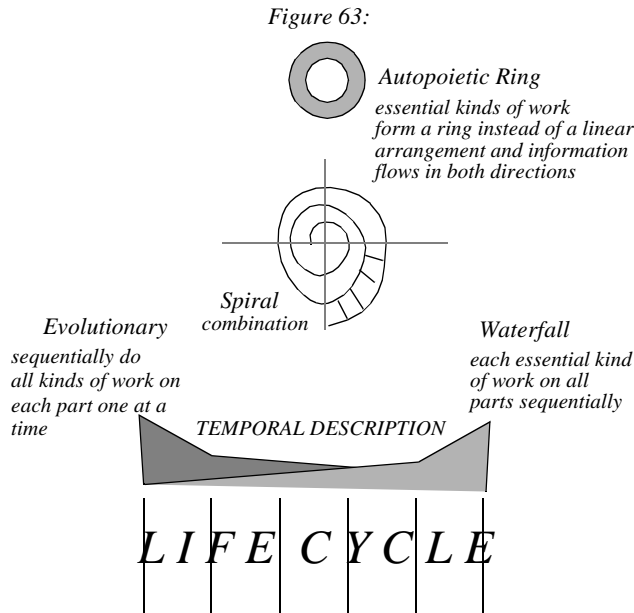 Figure 63:
Autopoietic Ring
essential kinds of work
form a ring instead of a linear
arrangement and information
flows in both directions
Spiral
combination
Evolutionary
sequentially do
all kinds of work on
each part one at a
time
Waterfall
each essential kind
of work on all
parts sequentially
TEMPORAL DESCRIPTION
LIFE CYCLE